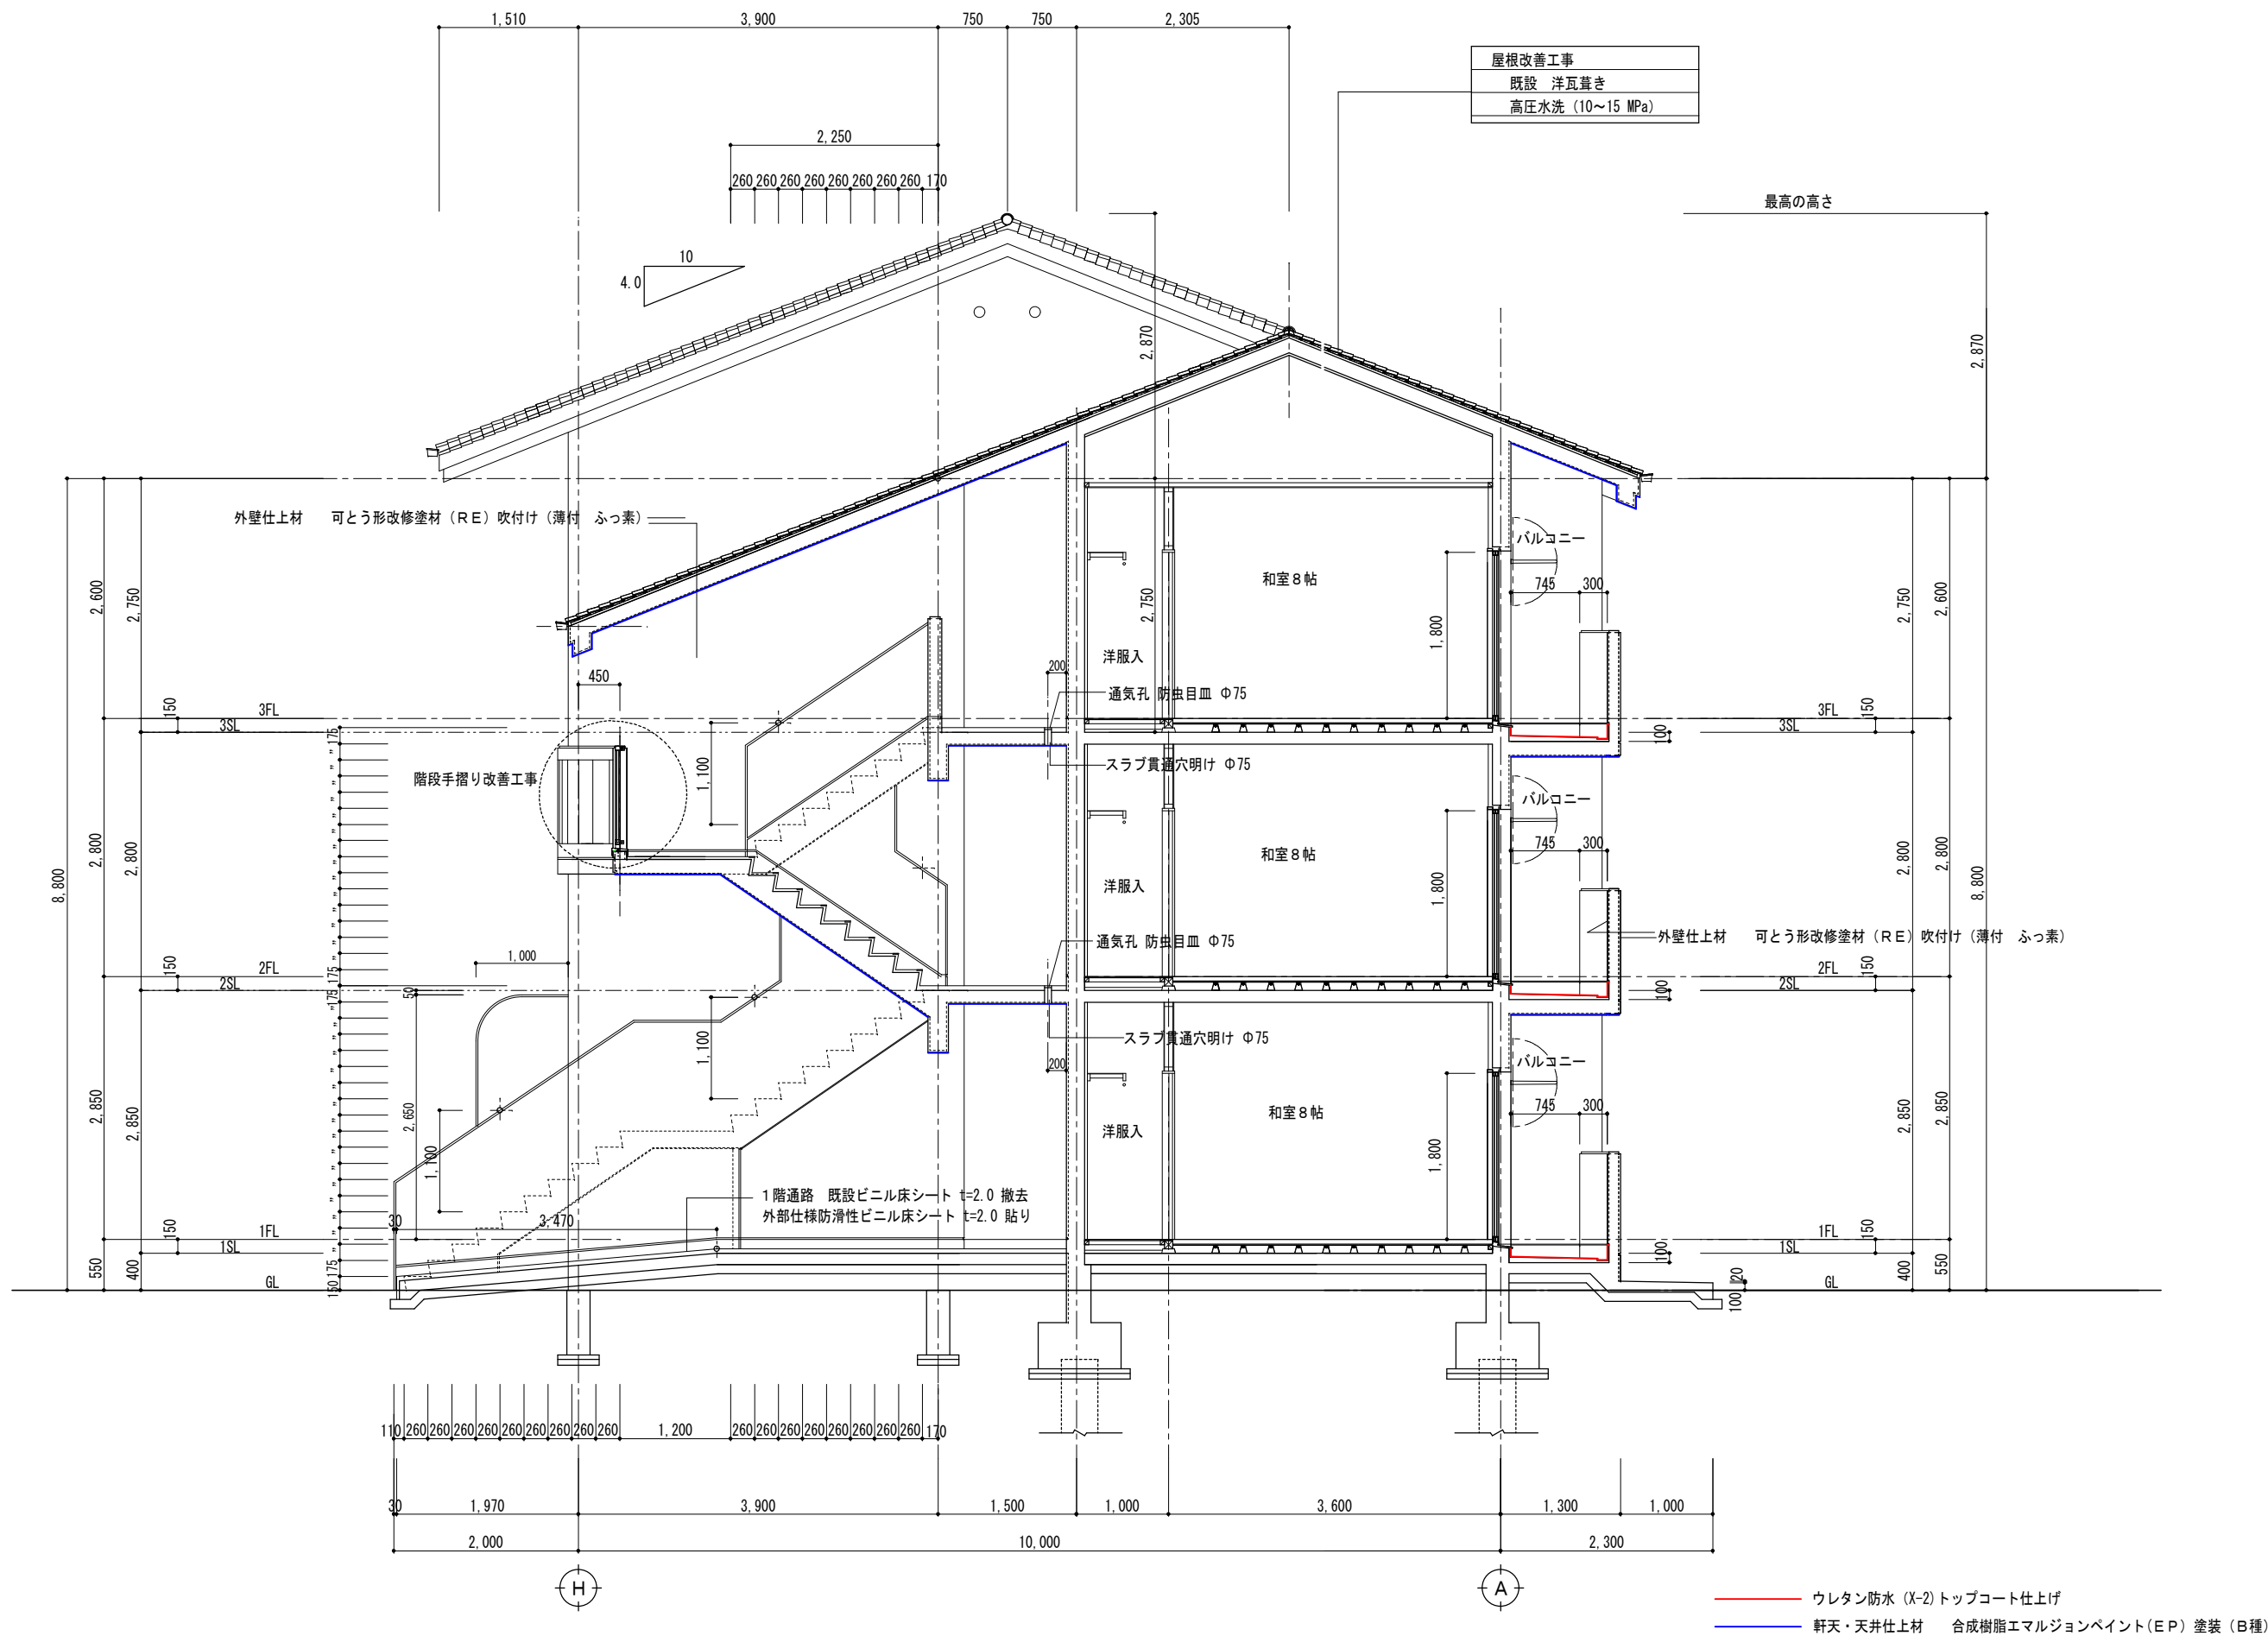 1,510
3,900
750
750
2,305
屋根改善工事
既設　洋瓦葺き
高圧水洗（10～15 MPa）
2,250
260 260 260 260 260 260 260 260 170
最高の高さ
10
4.0
2,870
2,870
外壁仕上材　　可とう形改修塗材（ＲＥ）吹付け（薄付　ふっ素）
バルコニー
和室８帖
745
300
2,600
2,750
2,750
1,800
2,750
2,600
洋服入
200
450
通気孔 防虫目皿 Φ75
150
3FL
3SL
175
3FL
3SL
150
100
階段手摺り改善工事
1,100
スラブ貫通穴明け Φ75
バルコニー
和室８帖
745
300
2,800
2,800
8,800
洋服入
1,800
2,800
2,800
8,800
外壁仕上材　　可とう形改修塗材（ＲＥ）吹付け（薄付　ふっ素）
通気孔 防虫目皿 Φ75
1,000
150
2FL
2SL
175
175
50
2FL
2SL
150
100
スラブ貫通穴明け Φ75
1,100
200
バルコニー
和室８帖
745
300
2,850
2,850
2,650
1,100
洋服入
1,800
2,850
2,850
1階通路　既設ビニル床シート t=2.0 撤去
外部仕様防滑性ビニル床シート t=2.0 貼り
30
3,470
150
1FL
1SL
1FL
1SL
150
100
550
400
175
150
GL
GL
120
100
400
550
110 260 260 260 260 260 260 260 260 260
1,200
260 260 260 260 260 260 260 260 170
30
1,970
3,900
1,500
1,000
3,600
1,300
1,000
2,000
10,000
2,300
H
A
ウレタン防水（X-2)トップコート仕上げ
軒天・天井仕上材　　合成樹脂エマルジョンペイント(ＥＰ）塗装（Ｂ種）